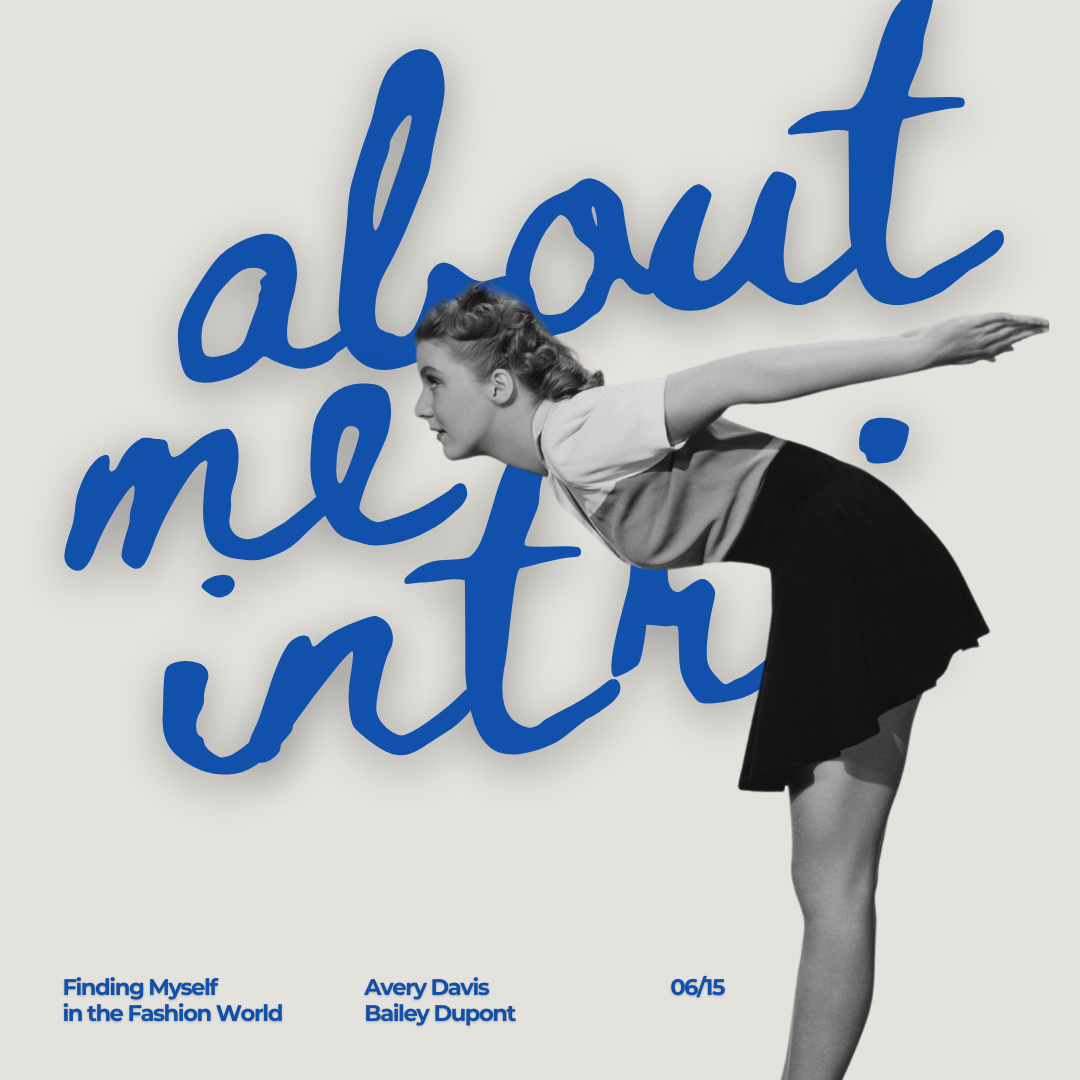 about
me
intr
Finding Myself
in the Fashion World
Avery Davis
Bailey Dupont
06/15